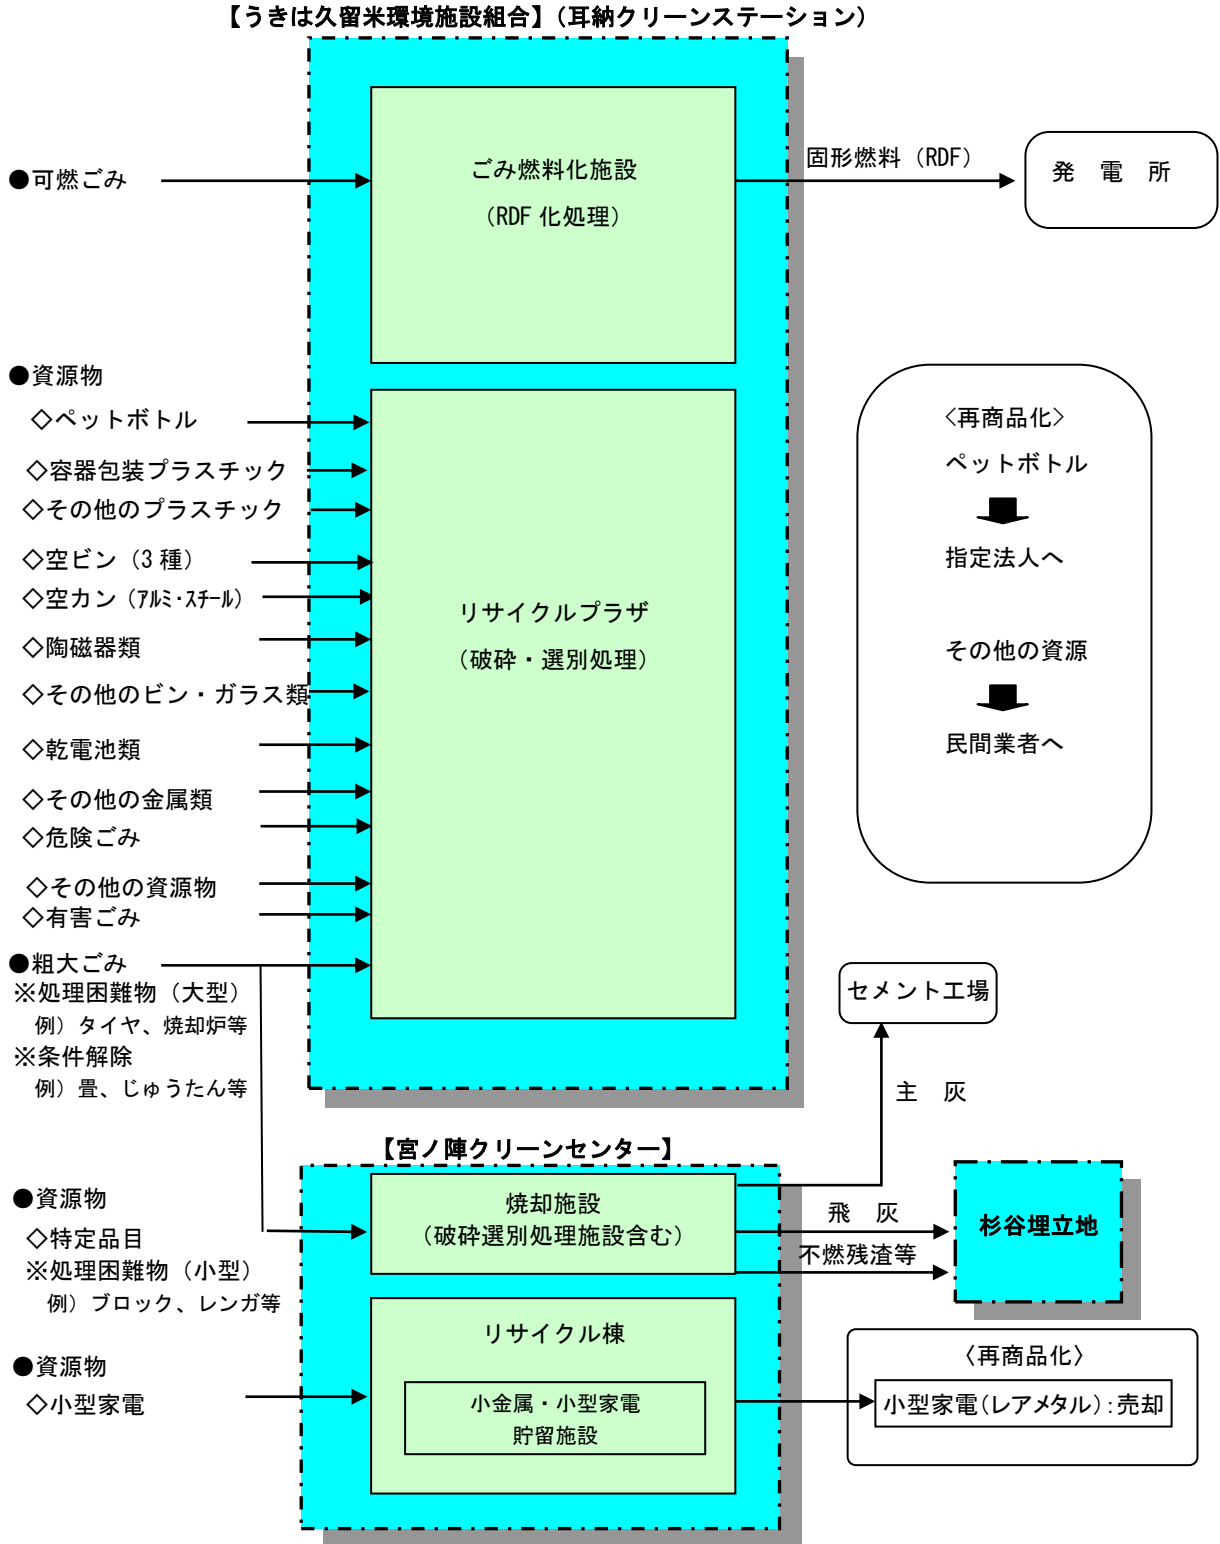 【うきは久留米環境施設組合】(耳納クリーンステーション)
●可燃ごみ
ごみ燃料化施設
(RDF 化処理)
固形燃料(RDF)
発 電 所
●資源物
◇ペットボトル
◇容器包装プラスチック
◇その他のプラスチック
◇空ビン(3 種)
◇空カン(アルミ・スチール)
◇陶磁器類
◇その他のビン・ガラス類
◇乾電池類
◇その他の金属類
◇危険ごみ
◇その他の資源物
◇有害ごみ
リサイクルプラザ
(破砕・選別処理)
〈再商品化〉
ペットボトル
指定法人へ
その他の資源
民間業者へ
●粗大ごみ
※処理困難物(大型)
例)タイヤ、焼却炉等
※条件解除
例)畳、じゅうたん等
セメント工場
主 灰
【宮ノ陣クリーンセンター】
●資源物
◇特定品目
※処理困難物(小型)
例)ブロック、レンガ等
焼却施設
(破砕選別処理施設含む)
飛 灰
不燃残渣等
杉谷埋立地
●資源物
◇小型家電
リサイクル棟
小金属・小型家電
貯留施設
〈再商品化〉
小型家電(レアメタル):売却